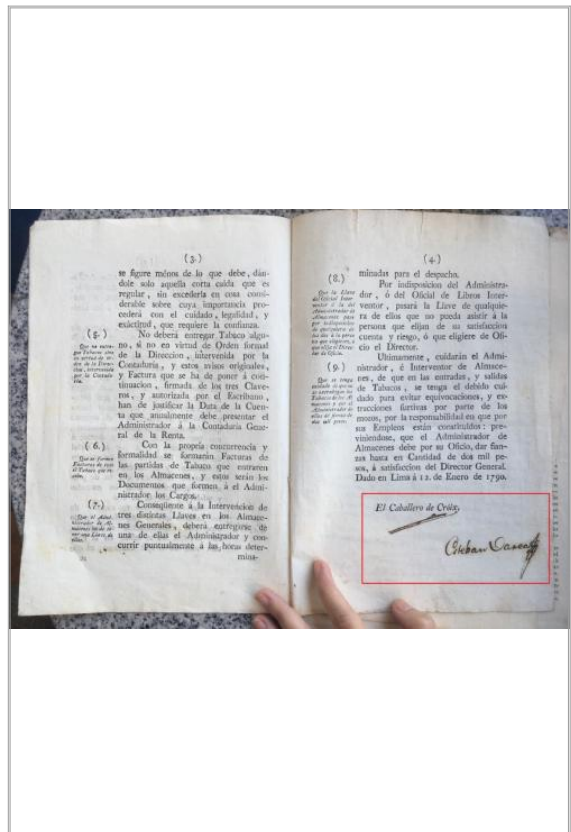 (3.)
se figure ménos de lo que debe, dán-
dole solo aquella corta caida que es
regular, sin excederla en cosa consi-
derable sobre cuya importancia pro-
cederá con el cuidado, legalidad, y
exâctitud, que requiere la confianza.
(5.)
No deberá entregar Tabaco algu-
no, si no en virtud de Orden formal
de la Direccion, intervenida por la
Contaduría, y estos avisos originales,
y Factura que se ha de poner á conti-
nuacion, firmada de los tres Clave-
ros, y autorizada por el Escribano,
han de justificar la Data de la Cuen-
ta que anualmente debe presentar el
Administrador á la Contaduría Gene-
ral de la Renta.
(6.)
Con la propria concurrencia y
formalidad se formarán Facturas de
las partidas de Tabaco que entraren
en los Almacenes, y estos serán los
Documentos que formen, á el Admi-
nistrador los Cargos.
(7.)
Conseqüente á la Intervencion de
tres distintas Llaves en los Almace-
nes Generales, deberá entregarse de
una de ellas el Administrador y con-
currir puntualmente á las horas deter-
mina-
(4.)
minadas para el despacho.
(8.)
Por indisposicion del Administra-
dor, ó del Oficial de Libros Inter-
ventor, pasará la Llave de qualquie-
ra de ellos que no pueda asistir á la
persona que elijan de su satisfaccion
cuenta y riesgo, ó que eligiere de Ofi-
cio el Director.
(9.)
Ultimamente, cuidarán el Admi-
nistrador, é Interventor de Almace-
nes, de que en las entradas, y salidas
de Tabacos, se tenga el debido cui-
dado para evitar equivocaciones, y ex-
tracciones furtivas por parte de los
mozos, por la responsabilidad en que por
sus Empleos están constituidos: pre-
viniendose, que el Administrador de
Almacenes debe por su Oficio, dar fian-
zas hasta en Cantidad de dos mil pe-
sos, á satisfaccion del Director General.
Dado en Lima á 12. de Enero de 1790.
El Caballero de Croix,
Esteban